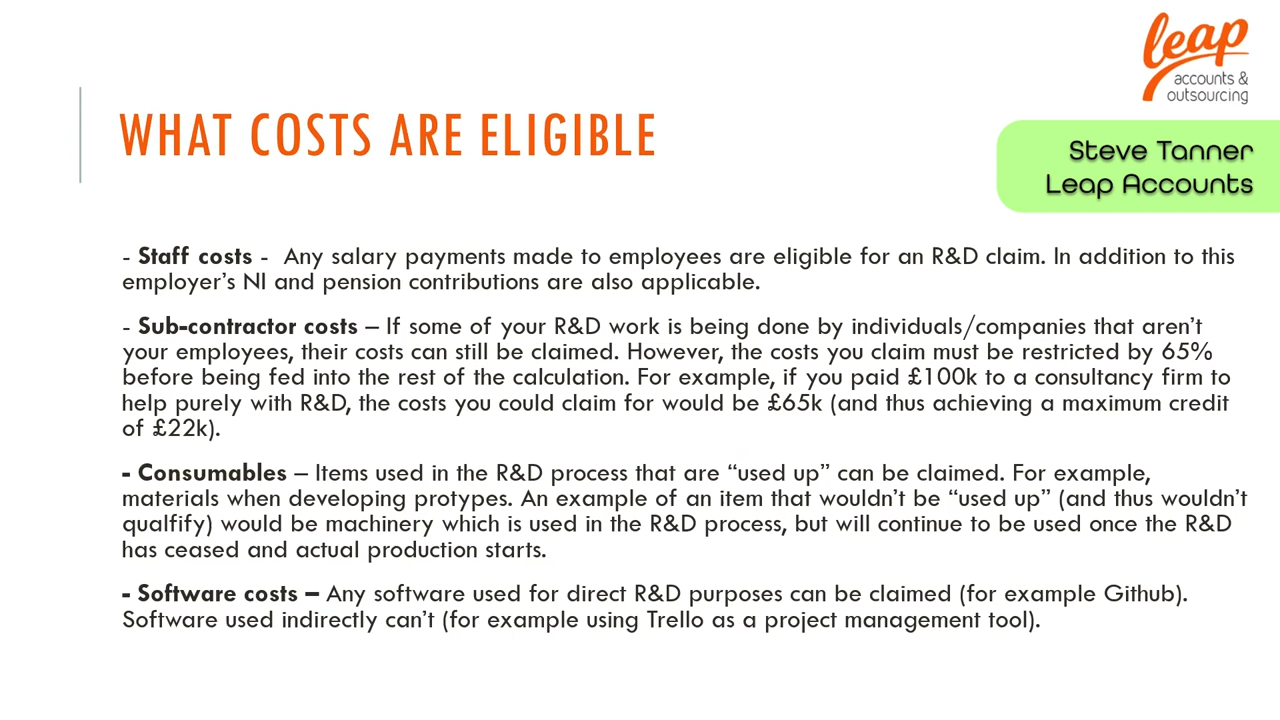 leap
accounts &
outsourcing
WHAT COSTS ARE ELIGIBLE
Steve Tanner
Leap Accounts
- Staff costs - Any salary payments made to employees are eligible for an R&D claim. In addition to this
employer’s NI and pension contributions are also applicable.
- Sub-contractor costs – If some of your R&D work is being done by individuals/companies that aren’t
your employees, their costs can still be claimed. However, the costs you claim must be restricted by 65%
before being fed into the rest of the calculation. For example, if you paid £100k to a consultancy firm to
help purely with R&D, the costs you could claim for would be £65k (and thus achieving a maximum credit
of £22k).
- Consumables – Items used in the R&D process that are “used up” can be claimed. For example,
materials when developing protypes. An example of an item that wouldn’t be “used up” (and thus wouldn’t
qualfify) would be machinery which is used in the R&D process, but will continue to be used once the R&D
has ceased and actual production starts.
- Software costs – Any software used for direct R&D purposes can be claimed (for example Github).
Software used indirectly can’t (for example using Trello as a project management tool).